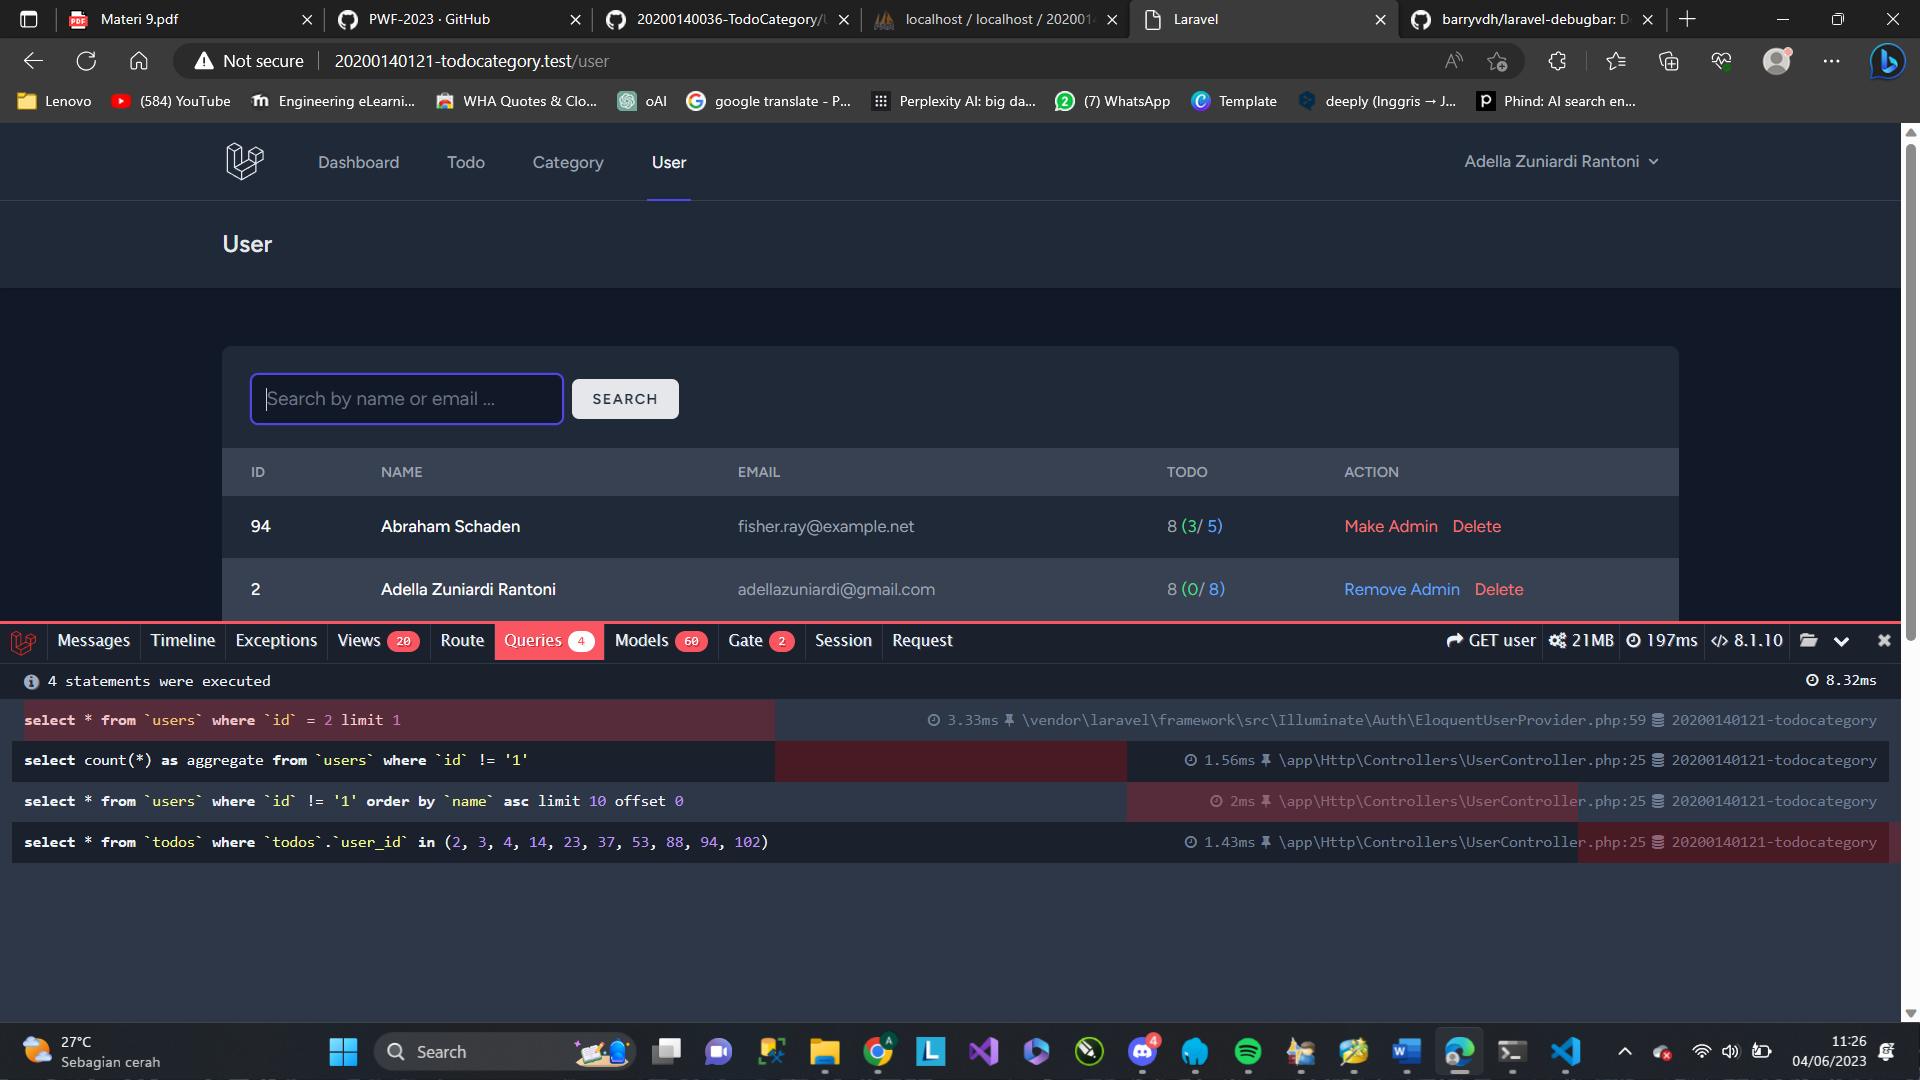 Materi 9.pdf
PWF-2023 · GitHub
20200140036-TodoCategory/
localhost / localhost / 202001
Laravel
barryvdh/laravel-debugbar: D
Not secure
20200140121-todocategory.test/user
Lenovo
(584) YouTube
Engineering eLearni...
WHA Quotes & Clo...
oAI
google translate - P...
Perplexity AI: big da...
(7) WhatsApp
Template
deeply (Inggris → J...
Phind: AI search en...
Dashboard
Todo
Category
User
Adella Zuniardi Rantoni
User
Search by name or email ...
SEARCH
ID NAME EMAIL TODO ACTION
94 Abraham Schaden fisher.ray@example.net 8 (3/ 5) Make Admin Delete
2 Adella Zuniardi Rantoni adellazuniardi@gmail.com 8 (0/ 8) Remove Admin Delete
Messages Timeline Exceptions Views 20 Route Queries 4 Models 60 Gate 2 Session Request GET user 21MB 197ms 8.1.10
4 statements were executed 8.32ms
select * from `users` where `id` = 2 limit 1 3.33ms \vendor\laravel\framework\src\Illuminate\Auth\EloquentUserProvider.php:59 20200140121-todocategory
select count(*) as aggregate from `users` where `id` != '1' 1.56ms \app\Http\Controllers\UserController.php:25 20200140121-todocategory
select * from `users` where `id` != '1' order by `name` asc limit 10 offset 0 2ms \app\Http\Controllers\UserController.php:25 20200140121-todocategory
select * from `todos` where `todos`.`user_id` in (2, 3, 4, 14, 23, 37, 53, 88, 94, 102) 1.43ms \app\Http\Controllers\UserController.php:25 20200140121-todocategory
27°C
Sebagian cerah
Search
4
11:26
04/06/2023